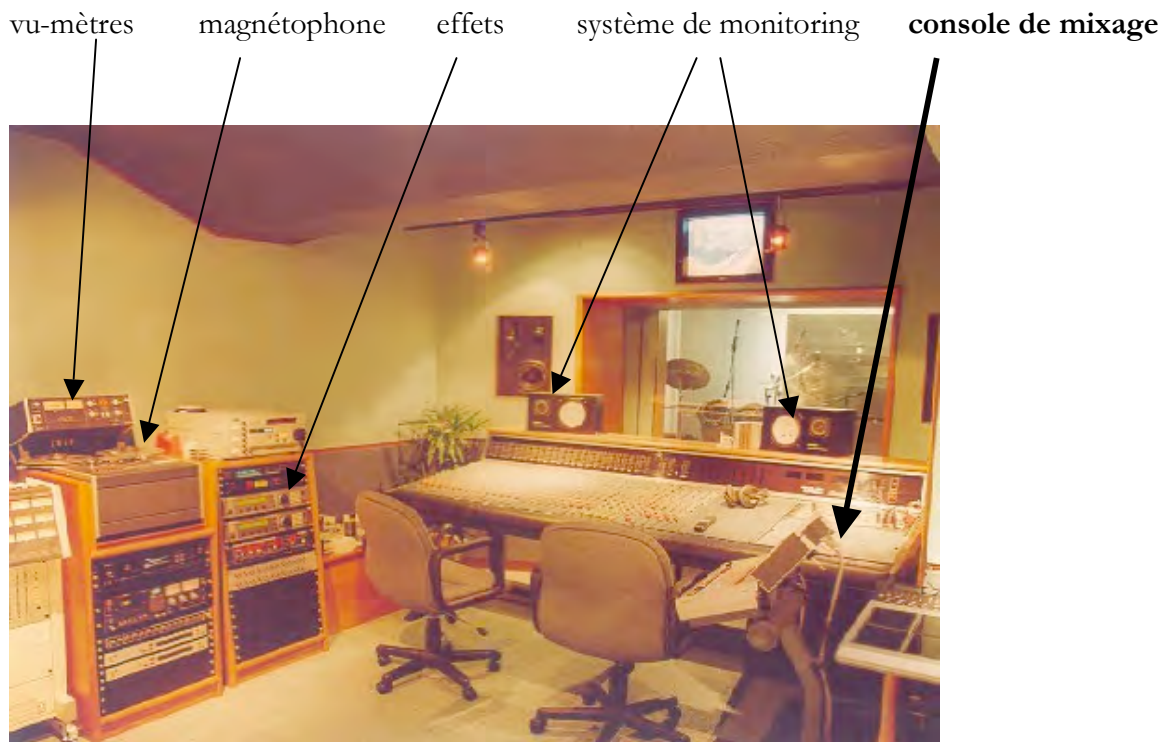 vu-mètres magnétophone effets système de monitoring console de mixage